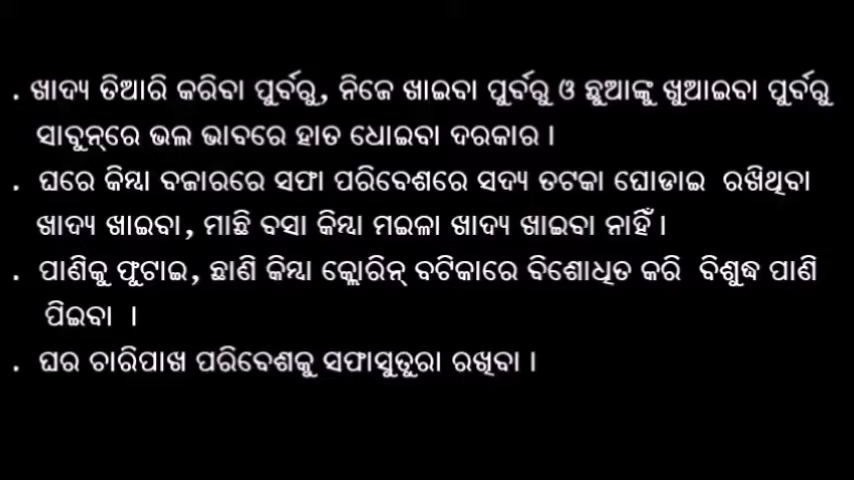 . ଖାଦ୍ୟ ତିଆରି କରିବା ପୁର୍ବରୁ, ନିଜେ ଖାଇବା ପୁର୍ବରୁ ଓ ଛୁଆଙ୍କୁ ଖୁଆଇବା ପୁର୍ବରୁ
ସାବୁନ୍‌ରେ ଭଲ ଭାବରେ ହାତ ଧୋଇବା ଦରକାର ।
. ଘରେ କିମ୍ୱା ବଜାରରେ ସଫା ପରିବେଶରେ ସଦ୍ୟ ତଟକା ଘୋଡାଇ ରଖିଥିବା
ଖାଦ୍ୟ ଖାଇବା, ମାଛି ବସା କିମ୍ୱା ମଇଳା ଖାଦ୍ୟ ଖାଇବା ନାହିଁ ।
. ପାଣିକୁ ଫୁଟାଇ, ଛାଣି କିମ୍ୱା କ୍ଲୋରିନ୍ ବଟିକାରେ ବିଶୋଧିତ କରି ବିଶୁଦ୍ଧ ପାଣି
ପିଇବା ।
. ଘର ଚାରିପାଖ ପରିବେଶକୁ ସଫାସୁତୁରା ରଖିବା ।